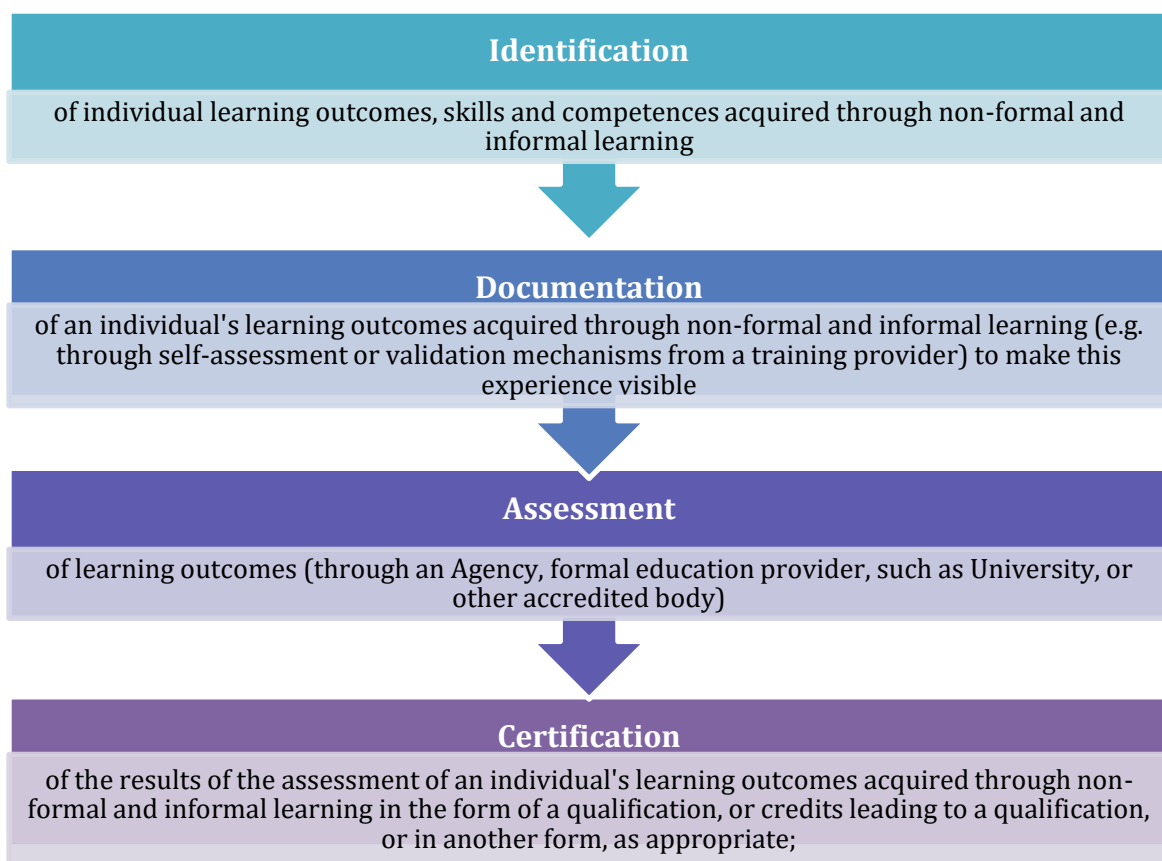 Identification
of individual learning outcomes, skills and competences acquired through non-formal and
informal learning
Documentation
of an individual's learning outcomes acquired through non-formal and informal learning (e.g.
through self-assessment or validation mechanisms from a training provider) to make this
experience visible
Assessment
of learning outcomes (through an Agency, formal education provider, such as University, or
other accredited body)
Certification
of the results of the assessment of an individual's learning outcomes acquired through non-
formal and informal learning in the form of a qualification, or credits leading to a qualification,
or in another form, as appropriate;